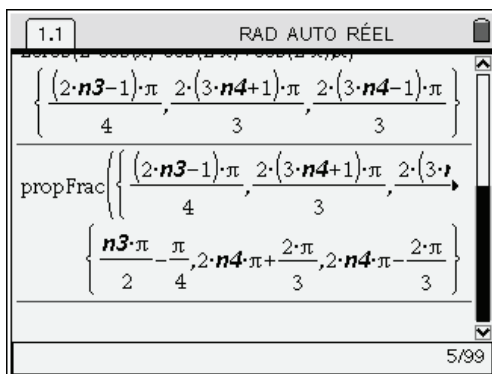 1.1 RAD AUTO RÉEL
{(2·n3−1)·π/4, 2·(3·n4+1)·π/3, 2·(3·n4−1)·π/3}
propFrac({(2·n3−1)·π/4, 2·(3·n4+1)·π/3, 2·(3·
{n3·π/2 − π/4, 2·n4·π + 2·π/3, 2·n4·π − 2·π/3}
5/99